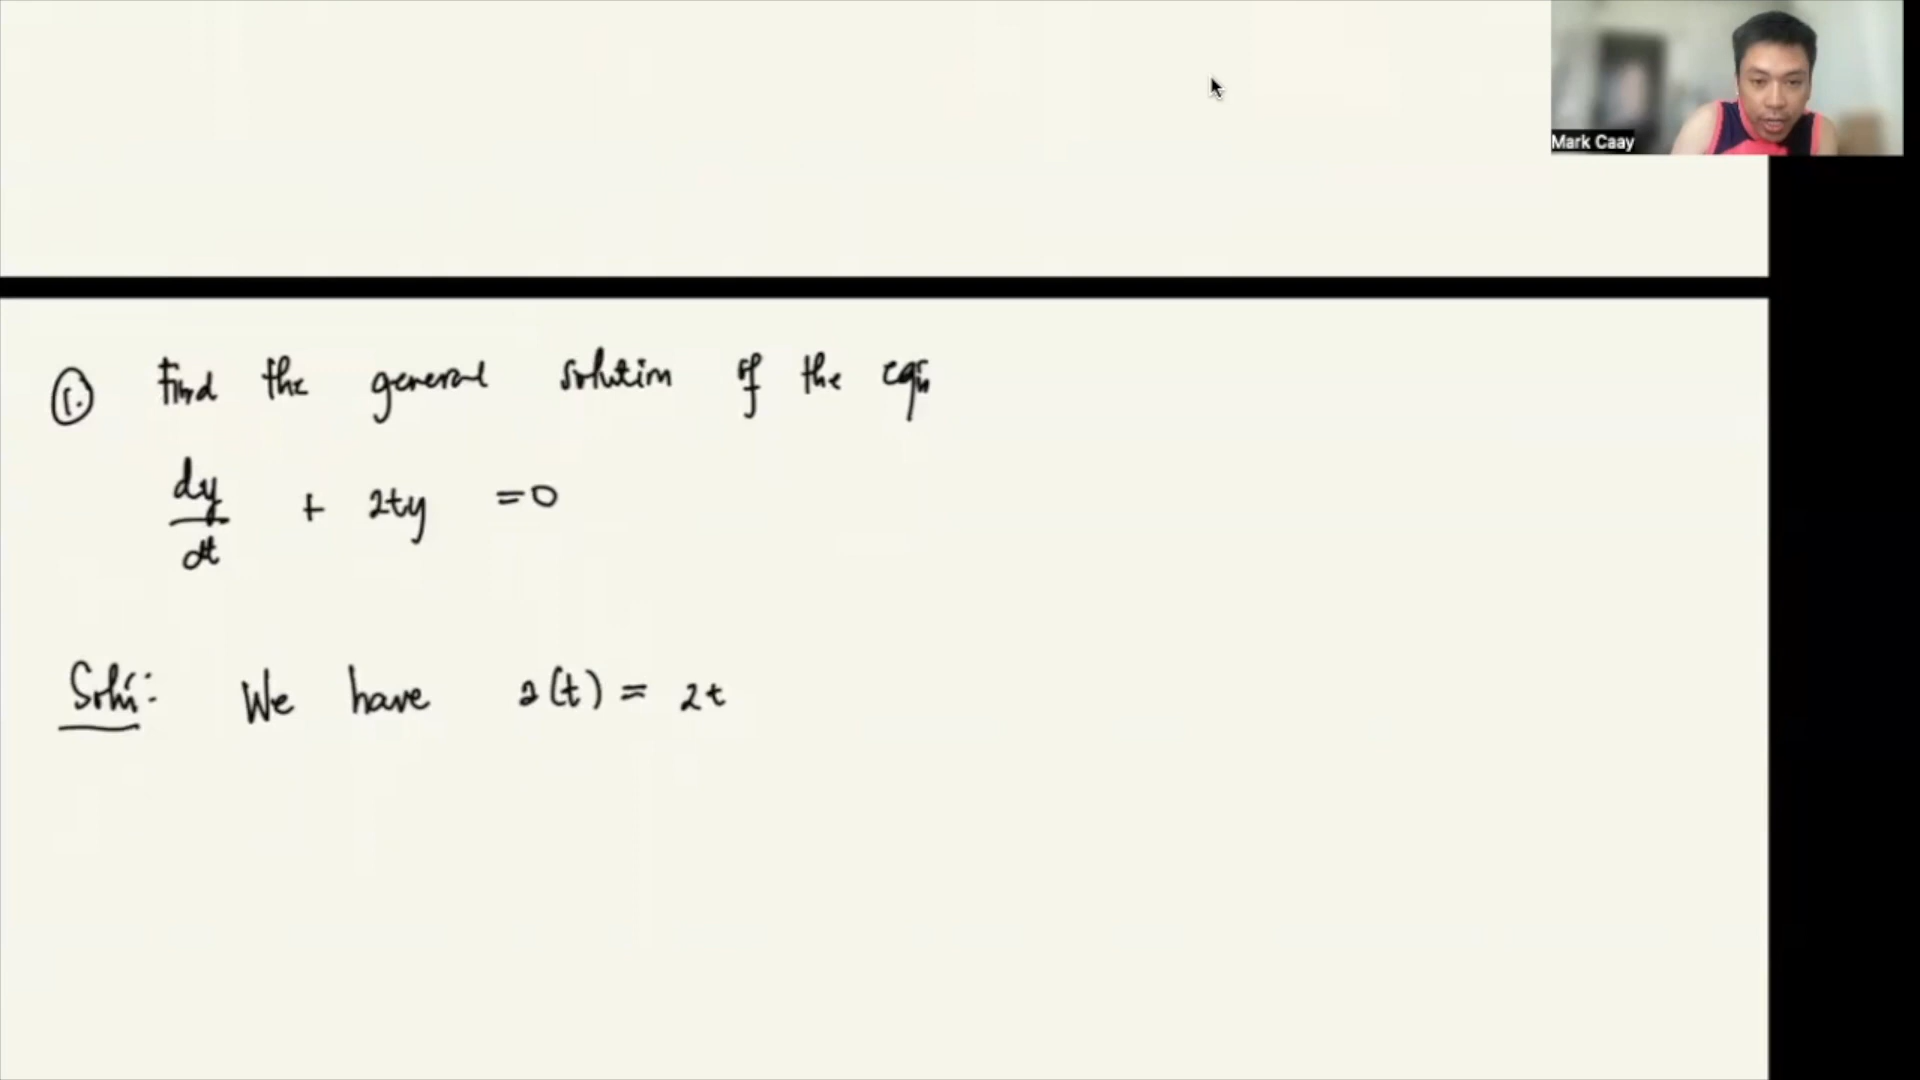 Mark Caay
1. Find the general solution of the eqn
dy/dt + 2ty = 0
Soln: We have a(t) = 2t